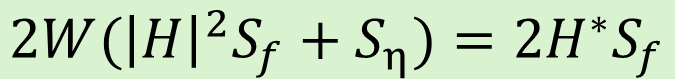 2W(|H|²S_f + S_η) = 2H*S_f